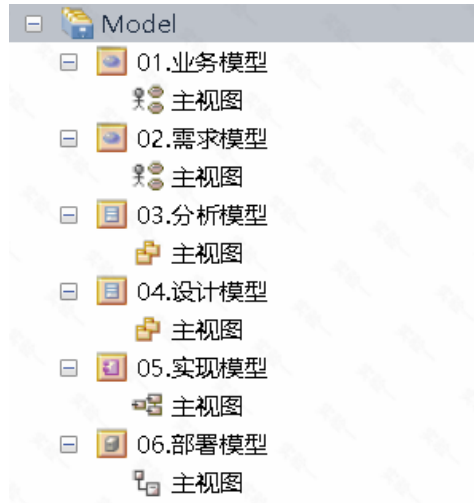 Model
01.业务模型
主视图
02.需求模型
主视图
03.分析模型
主视图
04.设计模型
主视图
05.实现模型
主视图
06.部署模型
主视图